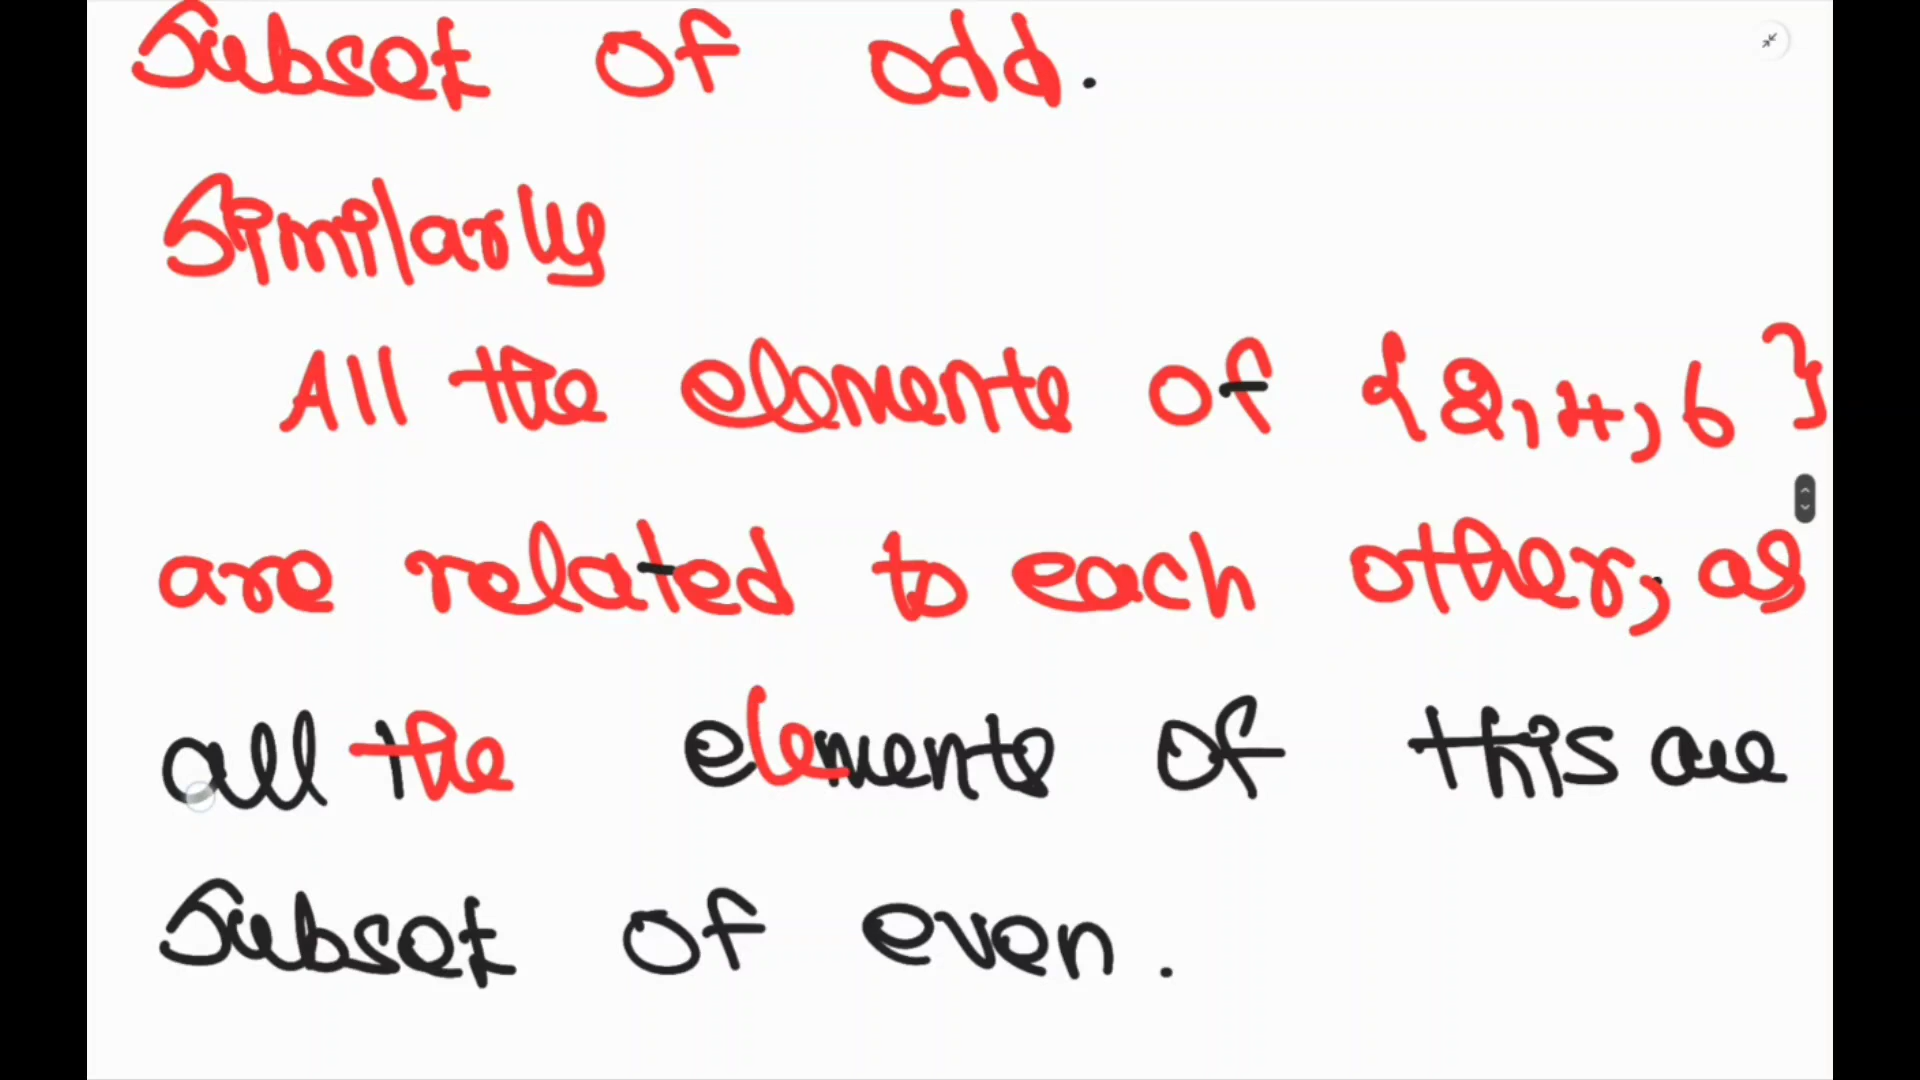 Subset of odd.
Similarly
All the elements of {2,4,6}
are related to each other, as
all the elements of this are
Subset of even.